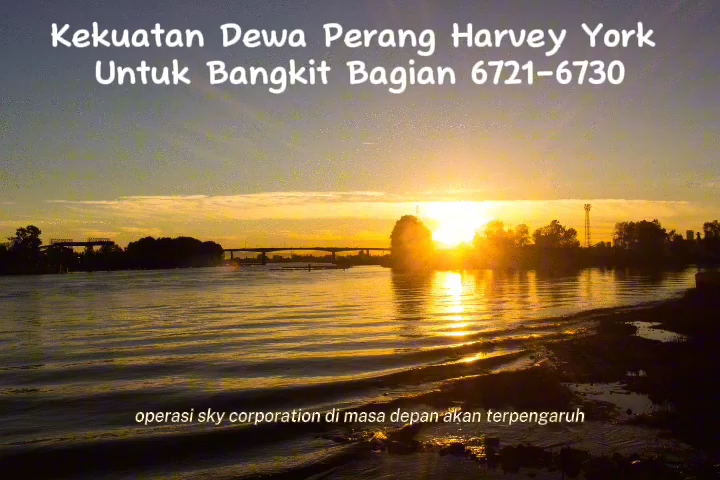 Kekuatan Dewa Perang Harvey York
Untuk Bangkit Bagian 6721-6730
operasi sky corporation di masa depan akan terpengaruh